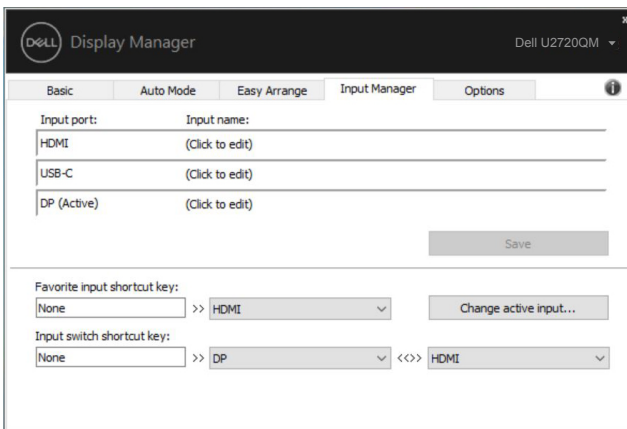 DELL Display Manager
Dell U2720QM
Basic Auto Mode Easy Arrange Input Manager Options
Input port: Input name:
HDMI (Click to edit)
USB-C (Click to edit)
DP (Active) (Click to edit)
Save
Favorite input shortcut key:
None >> HDMI Change active input...
Input switch shortcut key:
None >> DP <<>> HDMI